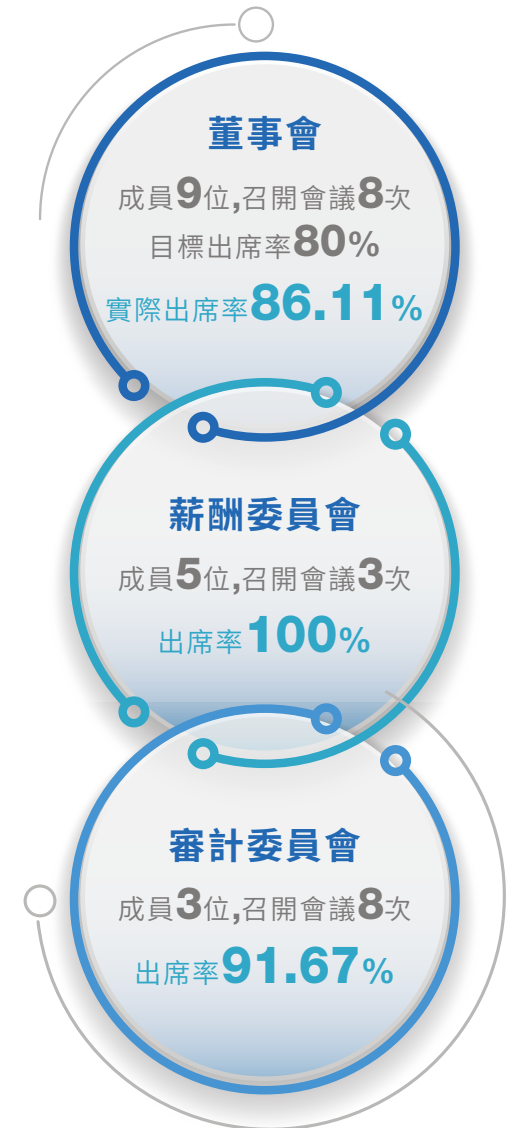 董事會
成員9位,召開會議8次
目標出席率80%
實際出席率86.11%
薪酬委員會
成員5位,召開會議3次
出席率100%
審計委員會
成員3位,召開會議8次
出席率91.67%